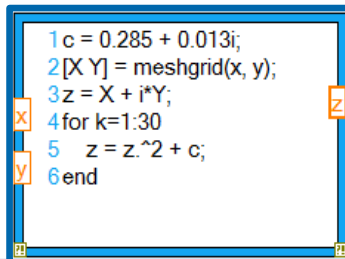 1 c = 0.285 + 0.013i;
2 [X Y] = meshgrid(x, y);
3 z = X + i*Y;
4 for k=1:30
5 z = z.^2 + c;
6 end
x
y
z
?!
?!